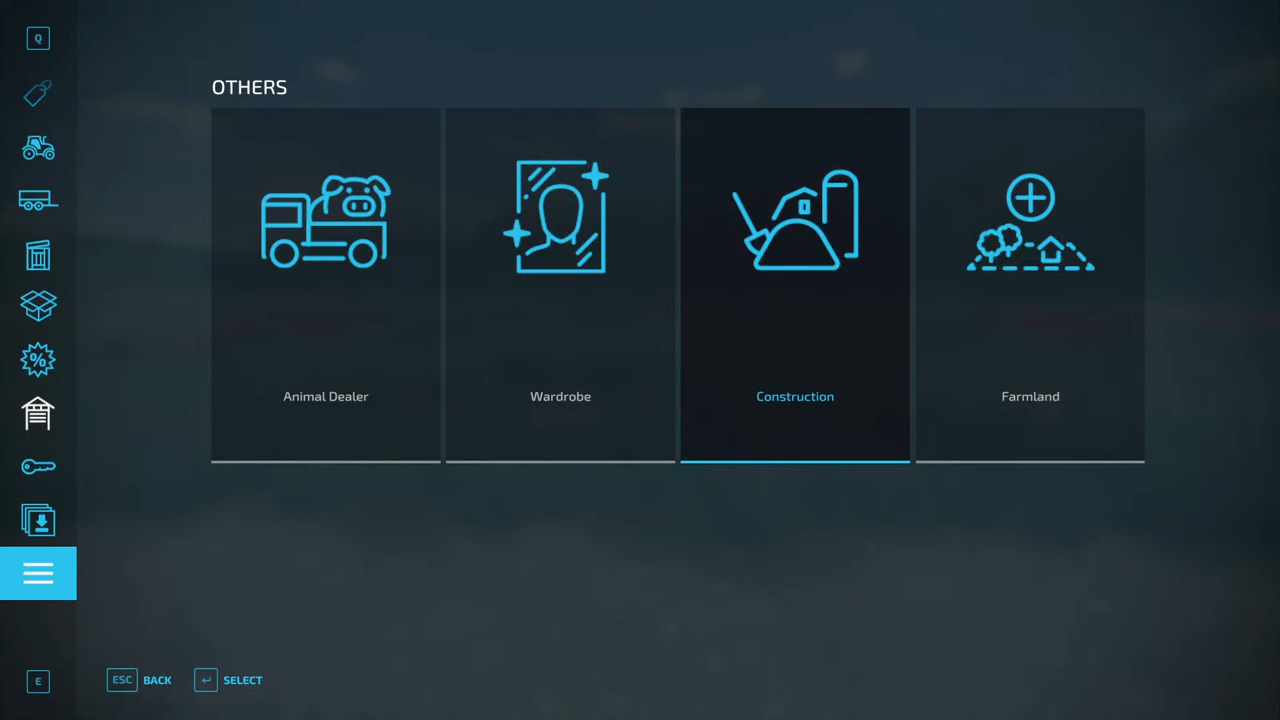 Q
OTHERS
%
Animal Dealer
Wardrobe
Construction
Farmland
E
ESC BACK
↵ SELECT